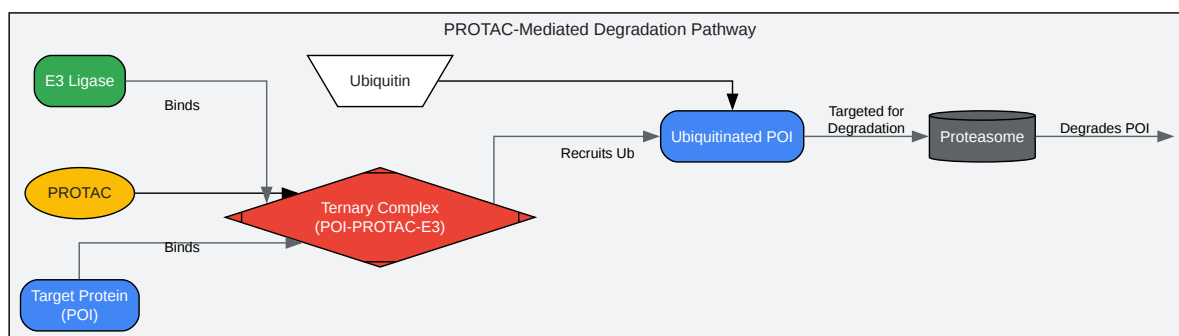 PROTAC-Mediated Degradation Pathway
E3 Ligase
Binds
Ubiquitin
Ubiquitinated POI
Targeted for
Degradation
Proteasome
Degrades POI
Recruits Ub
PROTAC
Ternary Complex
(POI-PROTAC-E3)
Binds
Target Protein
(POI)